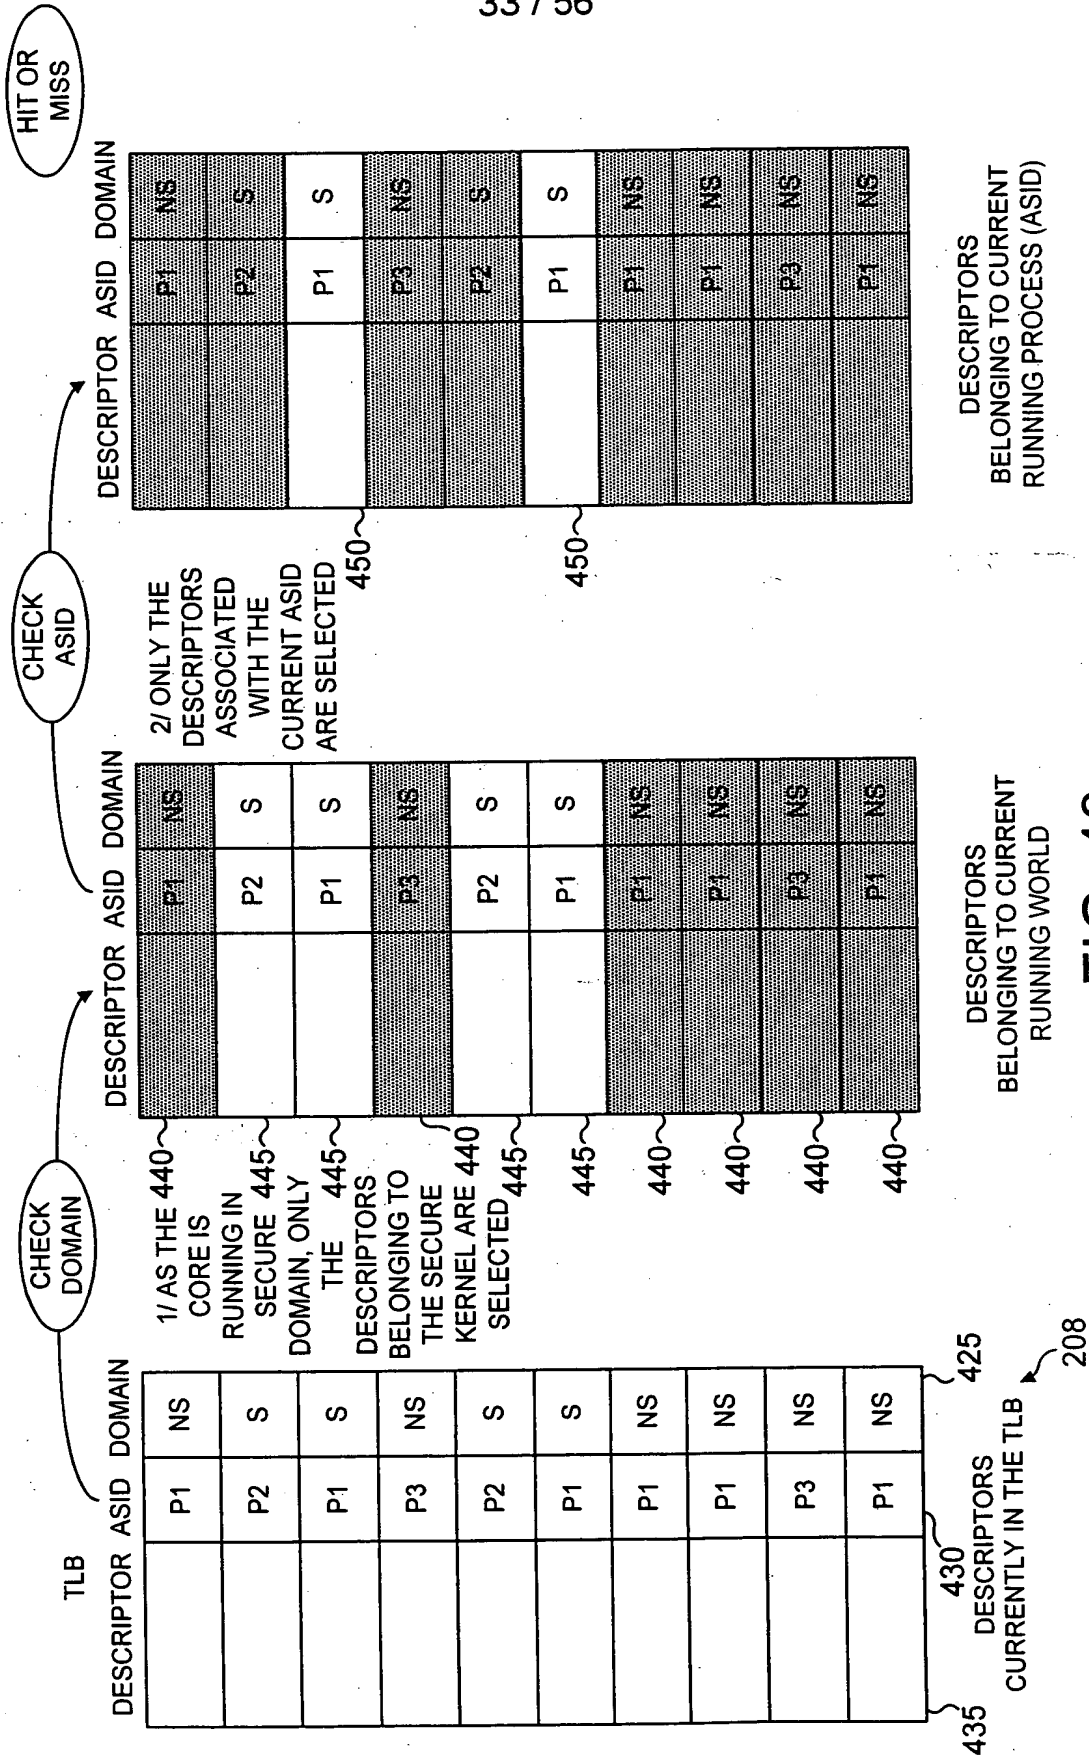 33 / 56
TLB
DESCRIPTOR ASID DOMAIN
P1 NS
P2 S
P1 S
P3 NS
P2 S
P1 S
P1 NS
P1 NS
P3 NS
P1 NS
435
430
425
DESCRIPTORS
CURRENTLY IN THE TLB
208
CHECK
DOMAIN
1/ AS THE
CORE IS
RUNNING IN
SECURE
DOMAIN, ONLY
THE
DESCRIPTORS
BELONGING TO
THE SECURE
KERNEL ARE
SELECTED
440
445
445
440
445
445
440
440
440
440
DESCRIPTOR ASID DOMAIN
P1 NS
P2 S
P1 S
P3 NS
P2 S
P1 S
P1 NS
P1 NS
P3 NS
P1 NS
DESCRIPTORS
BELONGING TO CURRENT
RUNNING WORLD
CHECK
ASID
2/ ONLY THE
DESCRIPTORS
ASSOCIATED
WITH THE
CURRENT ASID
ARE SELECTED
450
450
DESCRIPTOR ASID DOMAIN
P1 NS
P2 S
P1 S
P3 NS
P2 S
P1 S
P1 NS
P1 NS
P3 NS
P1 NS
DESCRIPTORS
BELONGING TO CURRENT
RUNNING PROCESS (ASID)
HIT OR
MISS